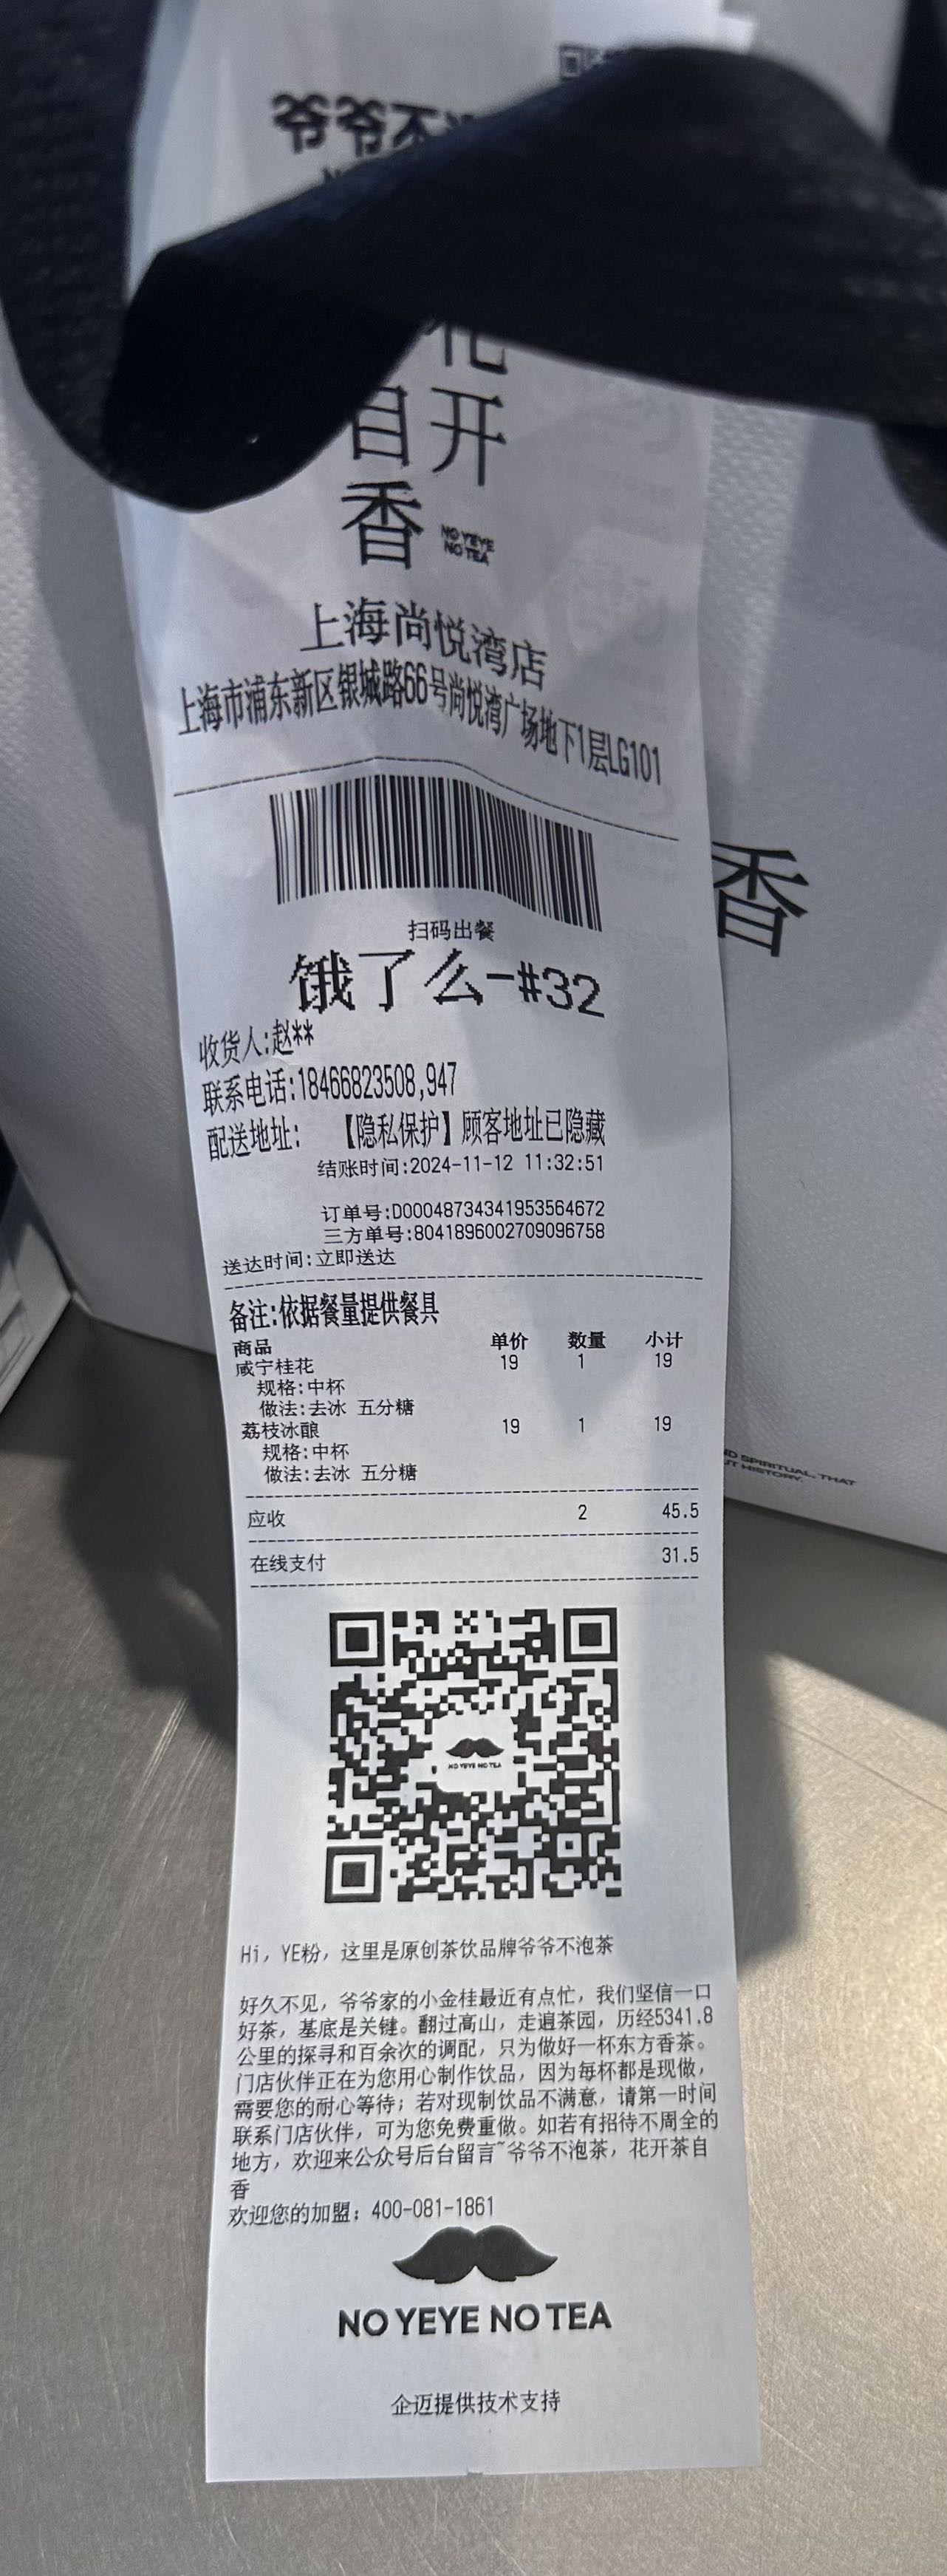 爷爷不
花
自开
香
NO YEYE
NO TEA
上海尚悦湾店
上海市浦东新区银城路66号尚悦湾广场地下1层LG101
扫码出餐
香
饿了么-#32
收货人:赵**
联系电话:18466823508,947
配送地址: 【隐私保护】顾客地址已隐藏
结账时间:2024-11-12 11:32:51
订单号:D00048734341953564672
三方单号:8041896002709096758
送达时间:立即送达
备注:依据餐量提供餐具
商品 单价 数量 小计
咸宁桂花 19 1 19
规格:中杯
做法:去冰 五分糖
荔枝冰酿 19 1 19
规格:中杯
做法:去冰 五分糖
SPIRITUAL, THAT
HISTORY.
应收 2 45.5
在线支付 31.5
NO YEYE NO TEA
Hi，YE粉，这里是原创茶饮品牌爷爷不泡茶
好久不见，爷爷家的小金桂最近有点忙，我们坚信一口
好茶，基底是关键。翻过高山，走遍茶园，历经5341.8
公里的探寻和百余次的调配，只为做好一杯东方香茶。
门店伙伴正在为您用心制作饮品，因为每杯都是现做，
需要您的耐心等待；若对现制饮品不满意，请第一时间
联系门店伙伴，可为您免费重做。如若有招待不周全的
地方，欢迎来公众号后台留言~爷爷不泡茶，花开茶自
香
欢迎您的加盟：400-081-1861
NO YEYE NO TEA
企迈提供技术支持